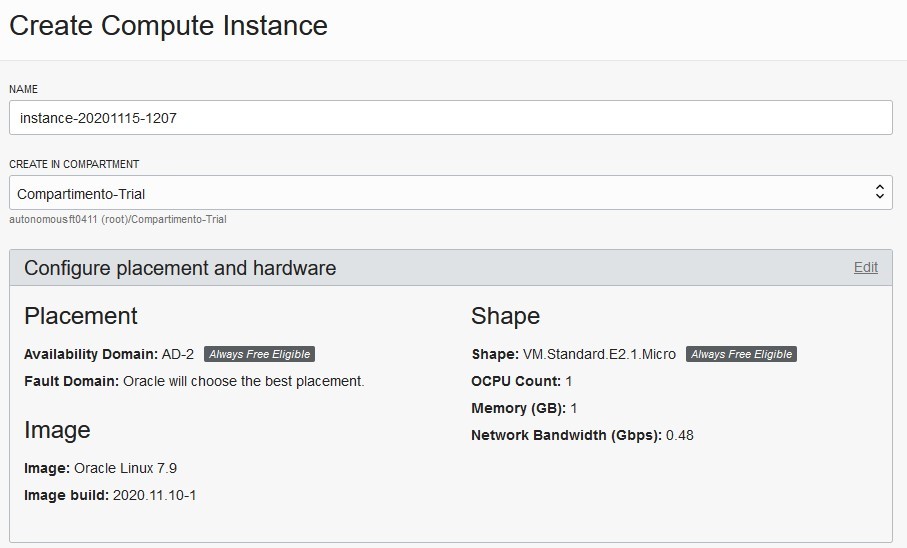 Create Compute Instance
NAME
instance-20201115-1207
CREATE IN COMPARTMENT
Compartimento-Trial
autonomousft0411 (root)/Compartimento-Trial
Configure placement and hardware
Edit
Placement
Availability Domain: AD-2 Always Free Eligible
Fault Domain: Oracle will choose the best placement.
Image
Image: Oracle Linux 7.9
Image build: 2020.11.10-1
Shape
Shape: VM.Standard.E2.1.Micro Always Free Eligible
OCPU Count: 1
Memory (GB): 1
Network Bandwidth (Gbps): 0.48